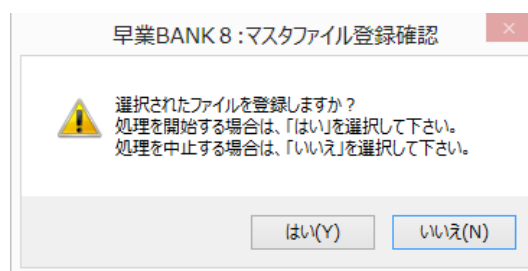 早業BANK８:マスタファイル登録確認
選択されたファイルを登録しますか？
処理を開始する場合は、「はい」を選択して下さい。
処理を中止する場合は、「いいえ」を選択して下さい。
はい(Y)
いいえ(N)